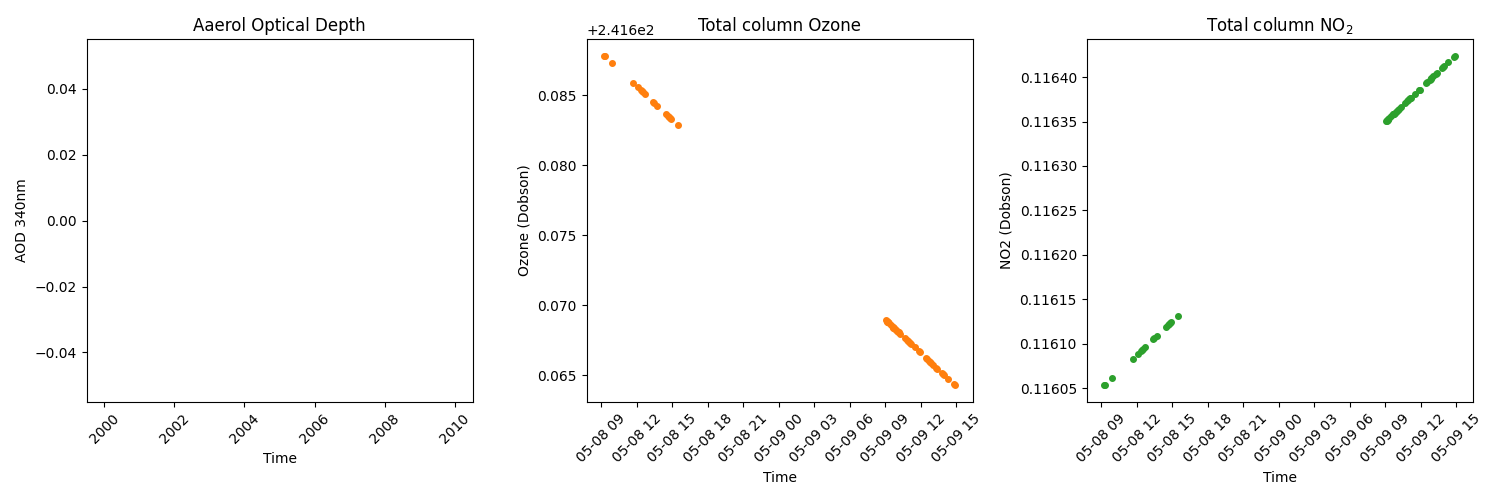 Aaerol Optical Depth
AOD 340nm
0.04
0.02
0.00
−0.02
−0.04
2000 2002 2004 2006 2008 2010
Time
Total column Ozone
+2.416e2
Ozone (Dobson)
0.085
0.080
0.075
0.070
0.065
05-08 09 05-08 12 05-08 15 05-08 18 05-08 21 05-09 00 05-09 03 05-09 06 05-09 09 05-09 12 05-09 15
Time
Total column NO₂
NO2 (Dobson)
0.11640
0.11635
0.11630
0.11625
0.11620
0.11615
0.11610
0.11605
05-08 09 05-08 12 05-08 15 05-08 18 05-08 21 05-09 00 05-09 03 05-09 06 05-09 09 05-09 12 05-09 15
Time